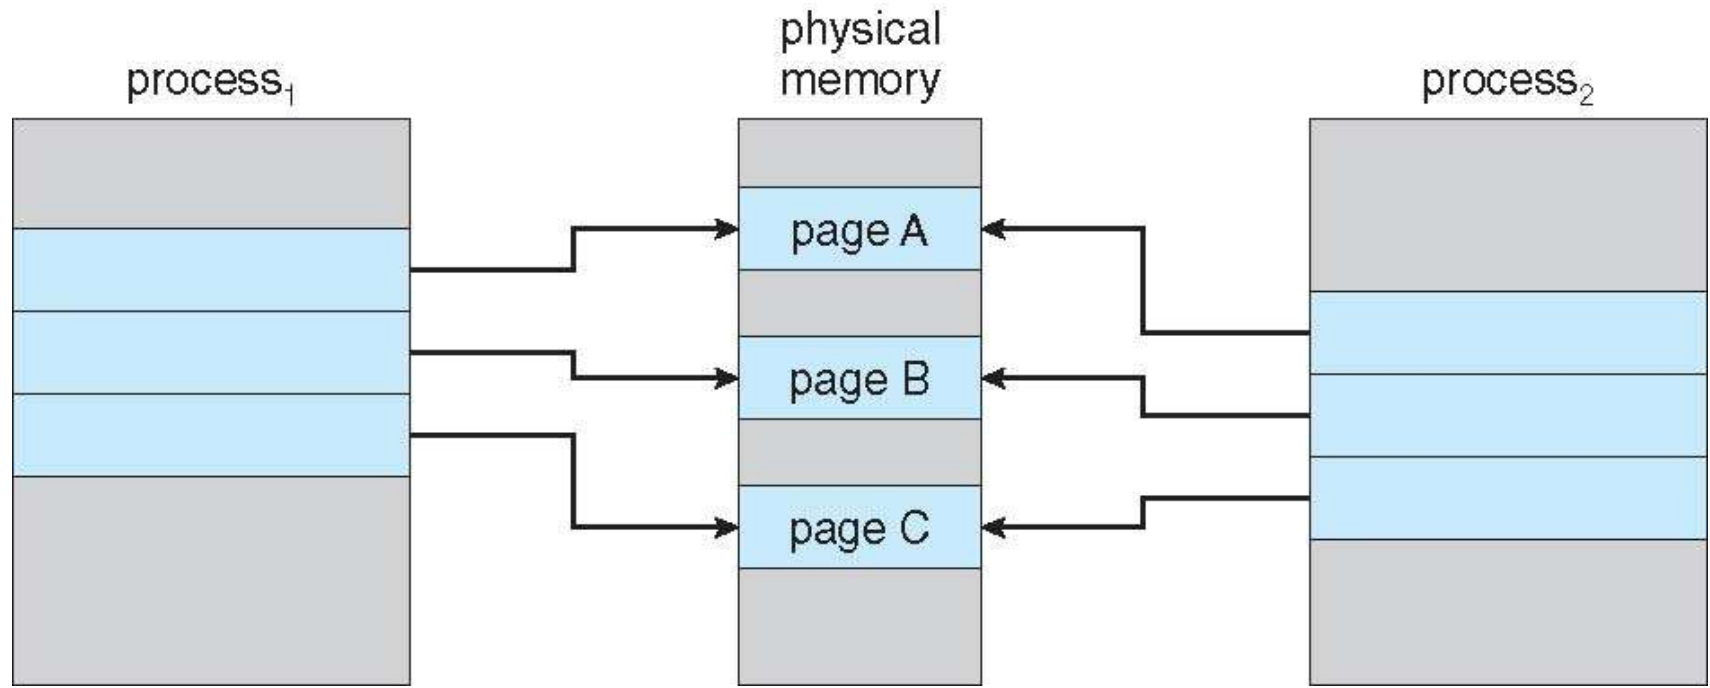 process₁
physical
memory
process₂
page A
page B
page C